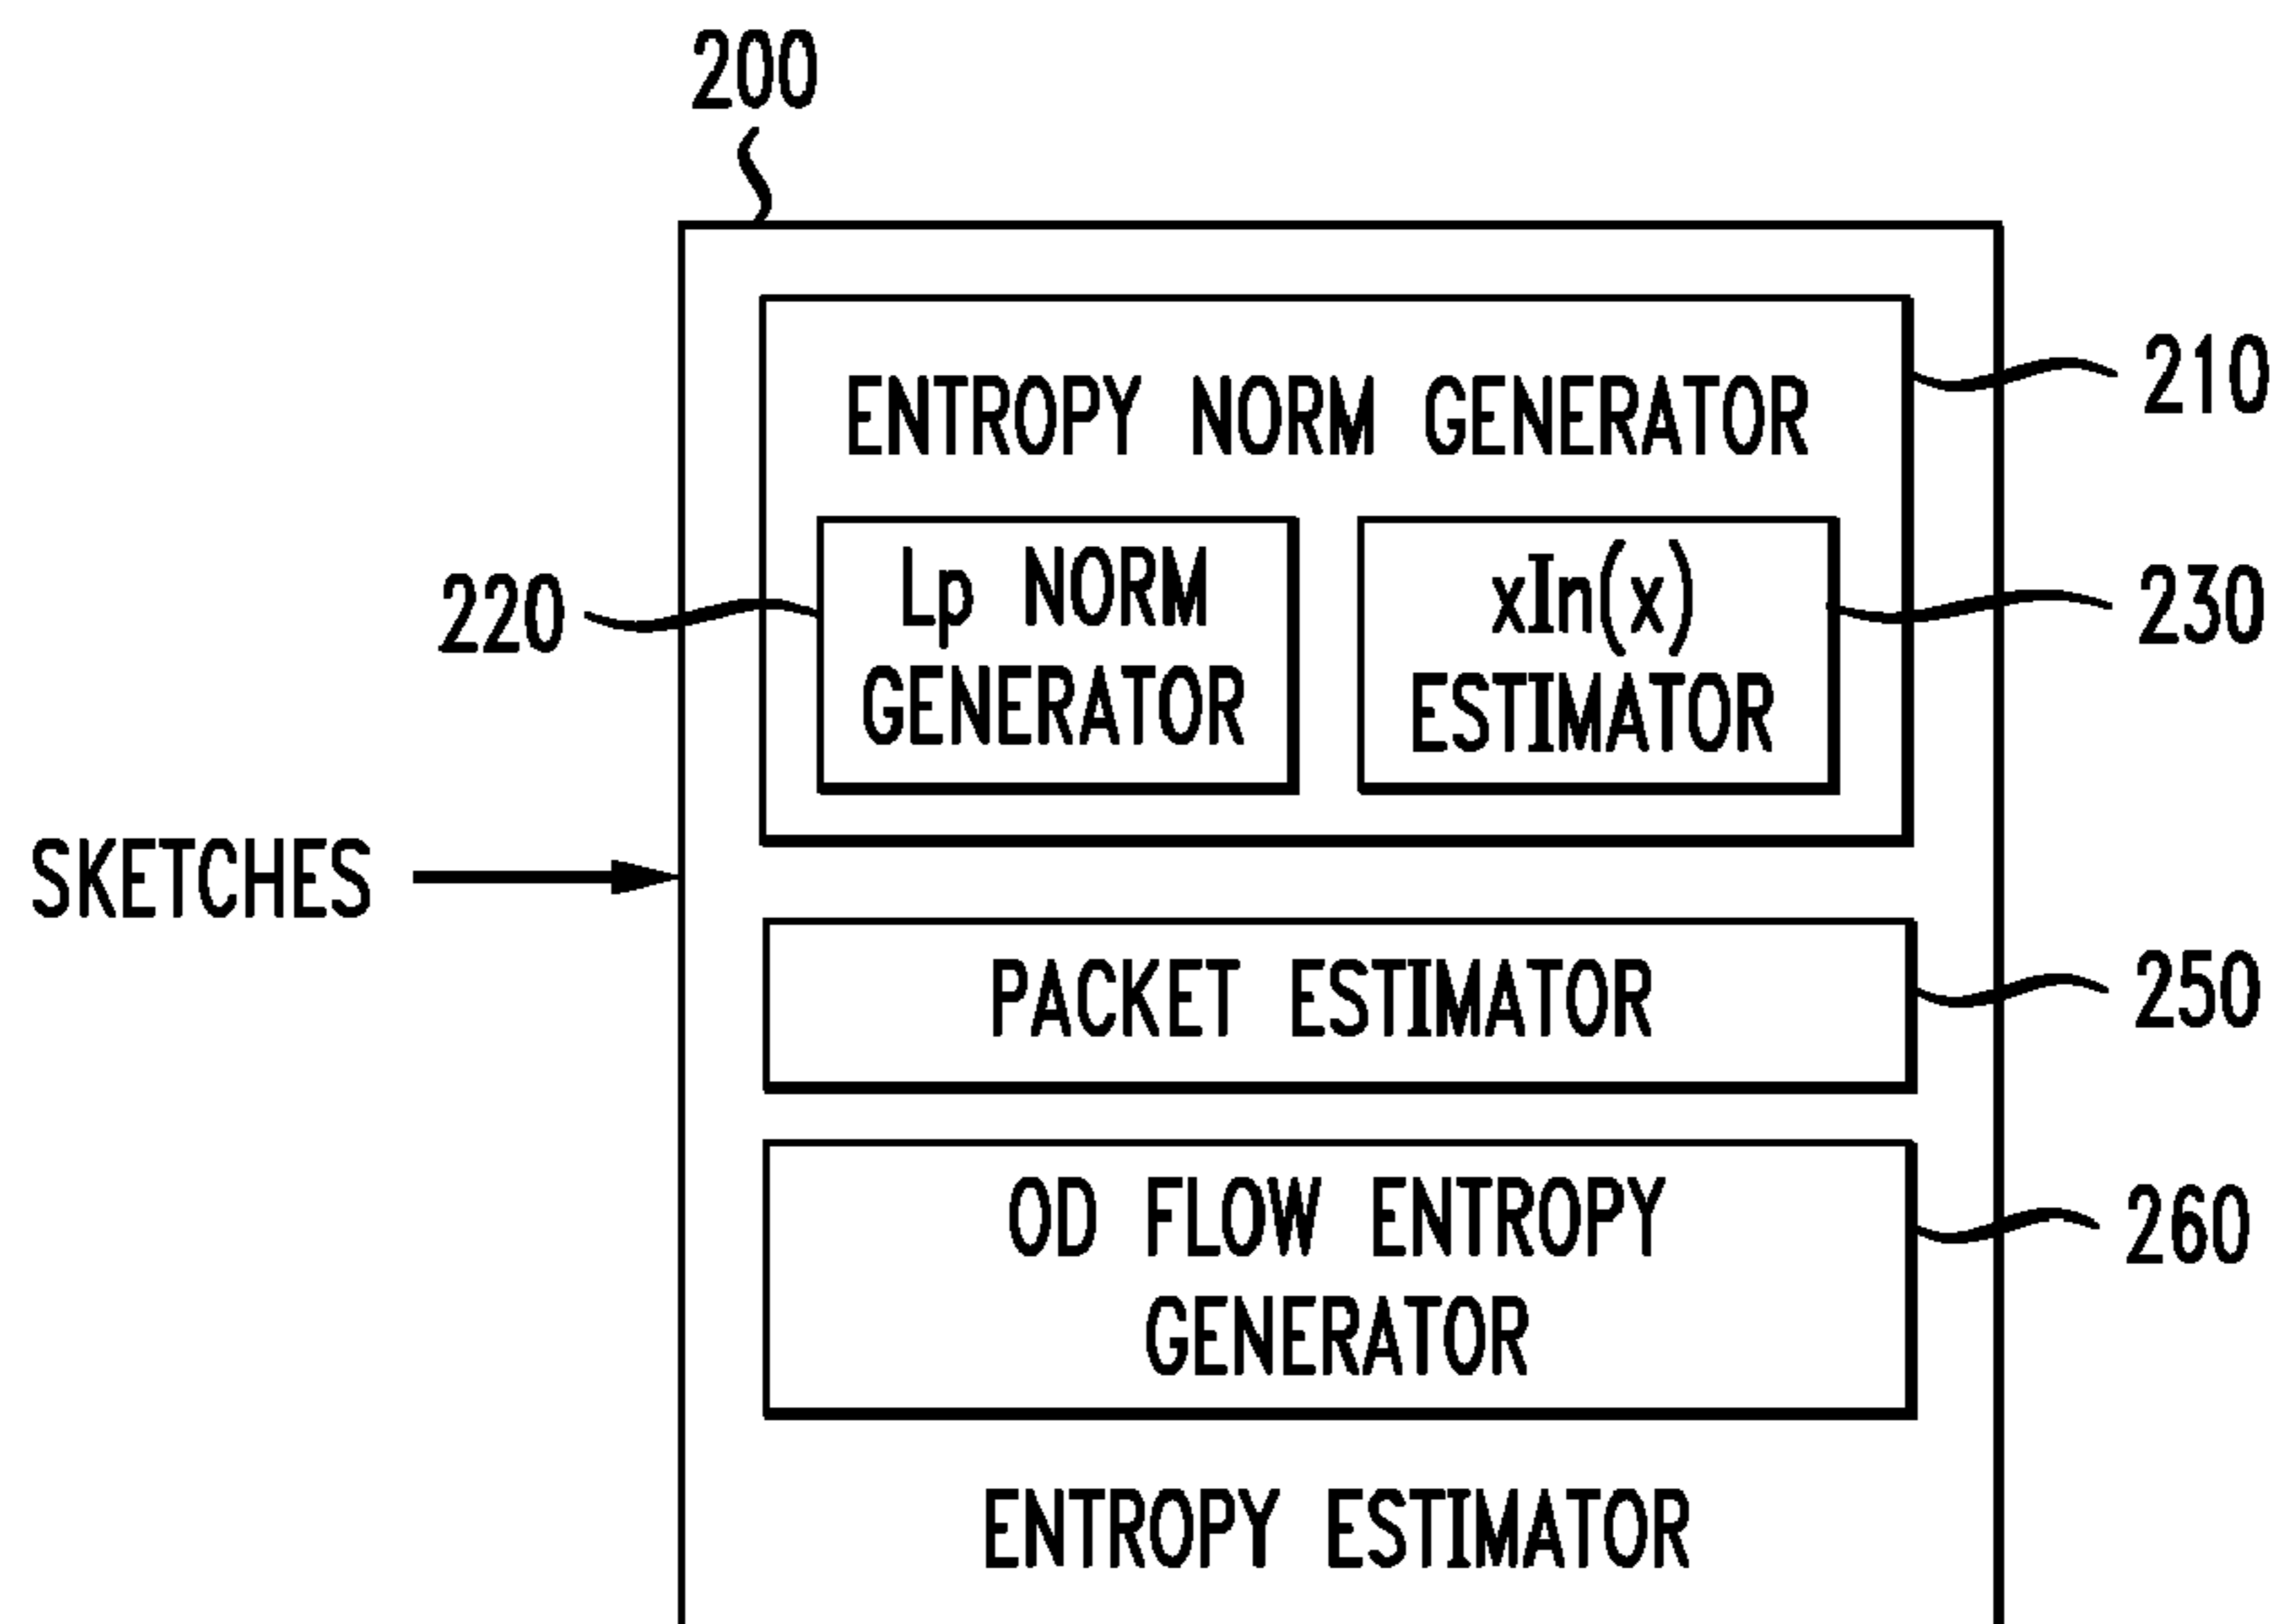 200
ENTROPY NORM GENERATOR
210
Lp NORM
GENERATOR
220
xIn(x)
ESTIMATOR
230
SKETCHES
PACKET ESTIMATOR
250
OD FLOW ENTROPY
GENERATOR
260
ENTROPY ESTIMATOR